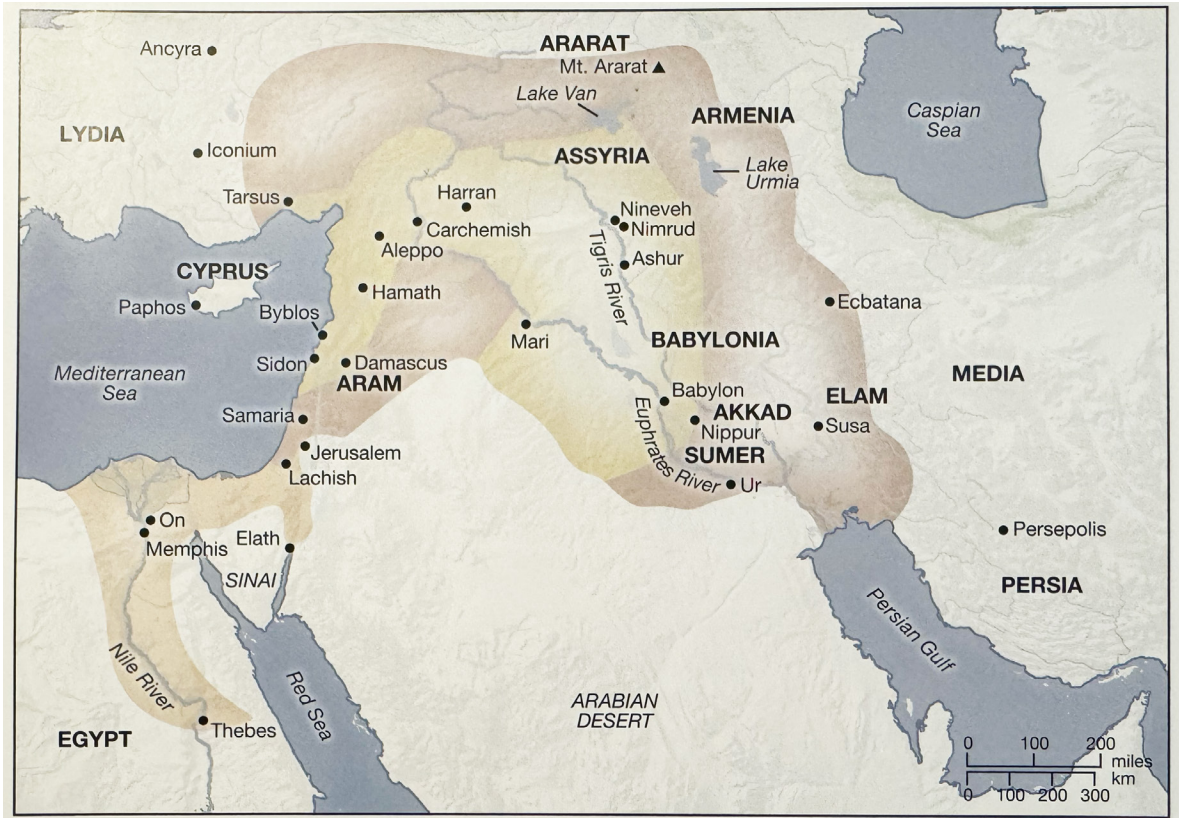 Ancyra
ARARAT
Mt. Ararat
Lake Van
ARMENIA
Caspian
Sea
LYDIA
Iconium
ASSYRIA
Lake
Urmia
Tarsus
Harran
Carchemish
Nineveh
Nimrud
Aleppo
Ashur
Tigris River
CYPRUS
Paphos
Hamath
Byblos
Ecbatana
Mari
BABYLONIA
Sidon
Damascus
ARAM
Mediterranean
Sea
MEDIA
Babylon
AKKAD
ELAM
Samaria
Nippur
Susa
Euphrates River
SUMER
Jerusalem
Lachish
Ur
On
Memphis
Elath
SINAI
Persepolis
PERSIA
Persian Gulf
Nile River
Red Sea
ARABIAN
DESERT
Thebes
EGYPT
0 100 200
miles
km
0 100 200 300